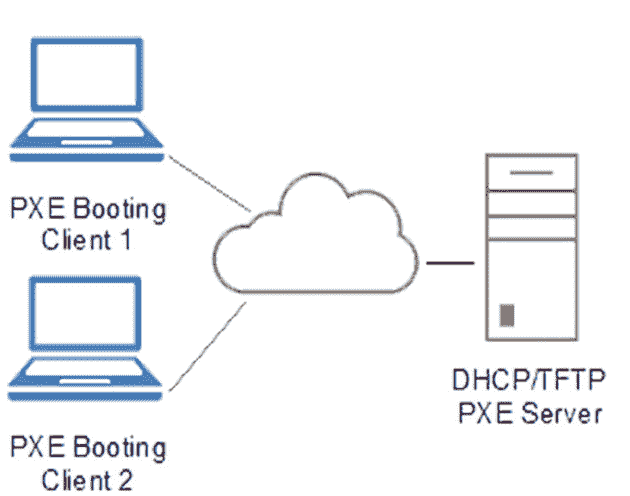 PXE Booting
Client 1
PXE Booting
Client 2
DHCP/TFTP
PXE Server